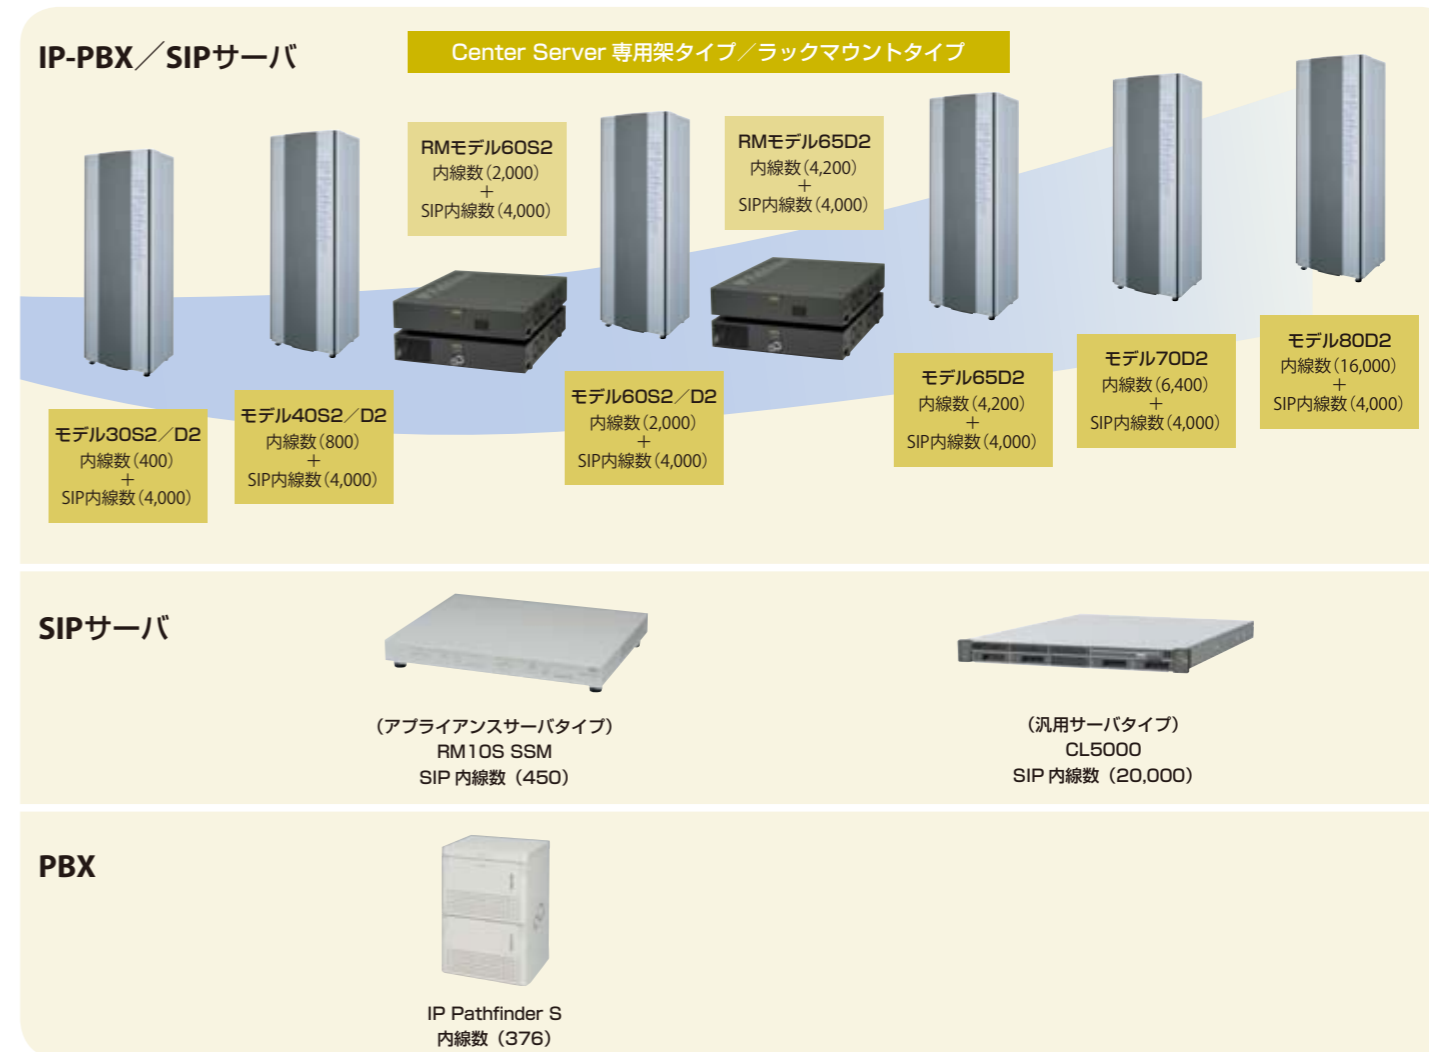 IP-PBX／SIPサーバ
Center Server 専用架タイプ／ラックマウントタイプ
RMモデル60S2
内線数（2,000）
＋
SIP内線数（4,000）
RMモデル65D2
内線数（4,200）
＋
SIP内線数（4,000）
モデル30S2／D2
内線数（400）
＋
SIP内線数（4,000）
モデル40S2／D2
内線数（800）
＋
SIP内線数（4,000）
モデル60S2／D2
内線数（2,000）
＋
SIP内線数（4,000）
モデル65D2
内線数（4,200）
＋
SIP内線数（4,000）
モデル70D2
内線数（6,400）
＋
SIP内線数（4,000）
モデル80D2
内線数（16,000）
＋
SIP内線数（4,000）
SIPサーバ
（アプライアンスサーバタイプ）
RM10S SSM
SIP 内線数（450）
（汎用サーバタイプ）
CL5000
SIP 内線数（20,000）
PBX
IP Pathfinder S
内線数（376）